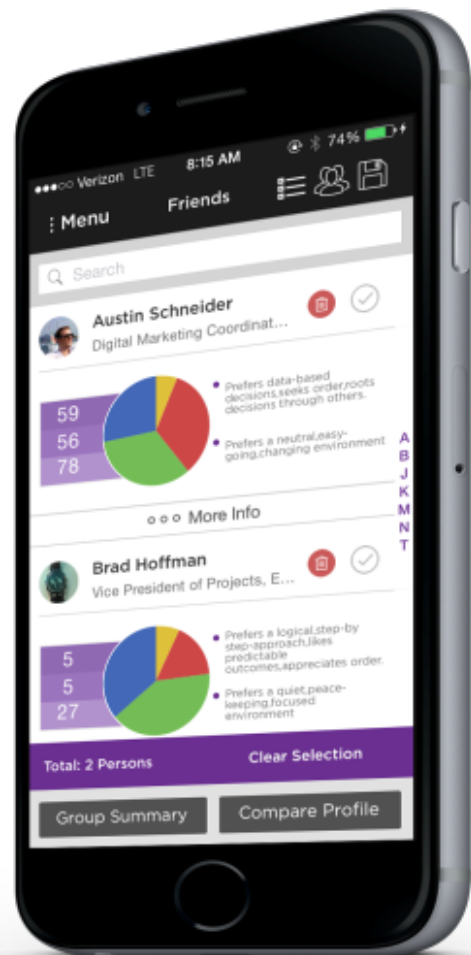 Verizon LTE 8:15 AM 74%
Menu Friends
Search
Austin Schneider
Digital Marketing Coordinat...
59
56
78
Prefers data-based
decisions,seeks order,roots
decisions through others.
Prefers a neutral,easy-
going,changing environment
A
B
J
K
M
N
T
More Info
Brad Hoffman
Vice President of Projects, E...
5
5
27
Prefers a logical,step-by
step-approach,likes
predictable
outcomes,appreciates order.
Prefers a quiet,peace-
keeping,focused
environment
Total: 2 Persons Clear Selection
Group Summary Compare Profile